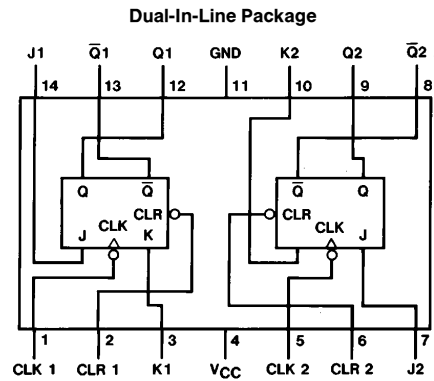 Dual-In-Line Package
J1 Q̅1 Q1 GND K2 Q2 Q̅2
14 13 12 11 10 9 8
Q Q̅ Q̅ Q
CLR CLR
CLK CLK
J K J
1 2 3 4 5 6 7
CLK 1 CLR 1 K1 VCC CLK 2 CLR 2 J2